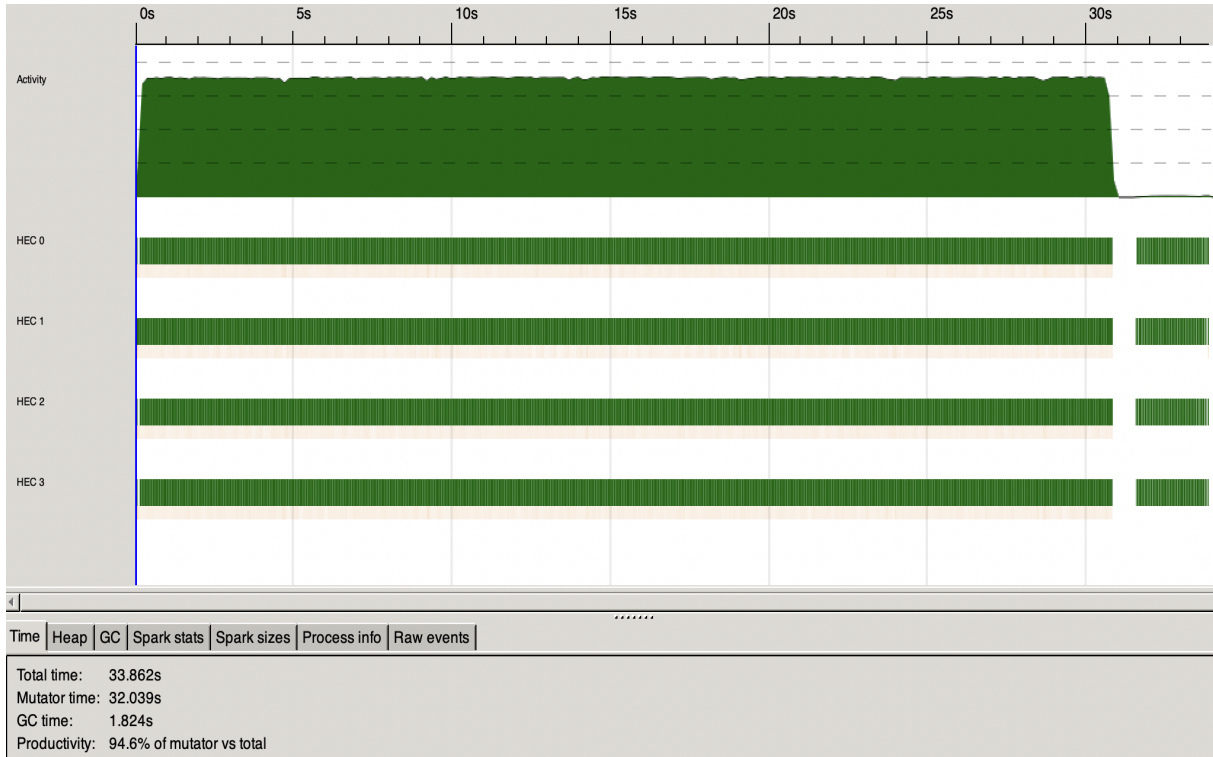 0s 5s 10s 15s 20s 25s 30s
Activity
HEC 0
HEC 1
HEC 2
HEC 3
Time Heap GC Spark stats Spark sizes Process info Raw events
Total time: 33.862s
Mutator time: 32.039s
GC time: 1.824s
Productivity: 94.6% of mutator vs total